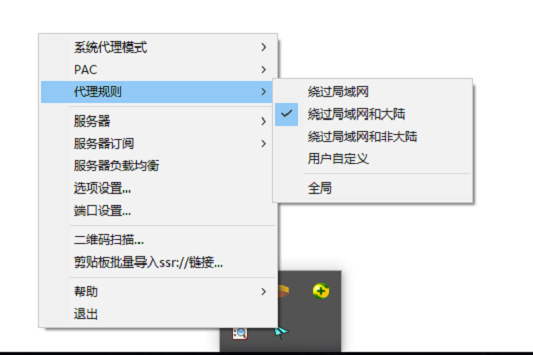 系统代理模式
PAC
代理规则
服务器
服务器订阅
服务器负载均衡
选项设置...
端口设置...
二维码扫描...
剪贴板批量导入ssr://链接...
帮助
退出
绕过局域网
绕过局域网和大陆
绕过局域网和非大陆
用户自定义
全局